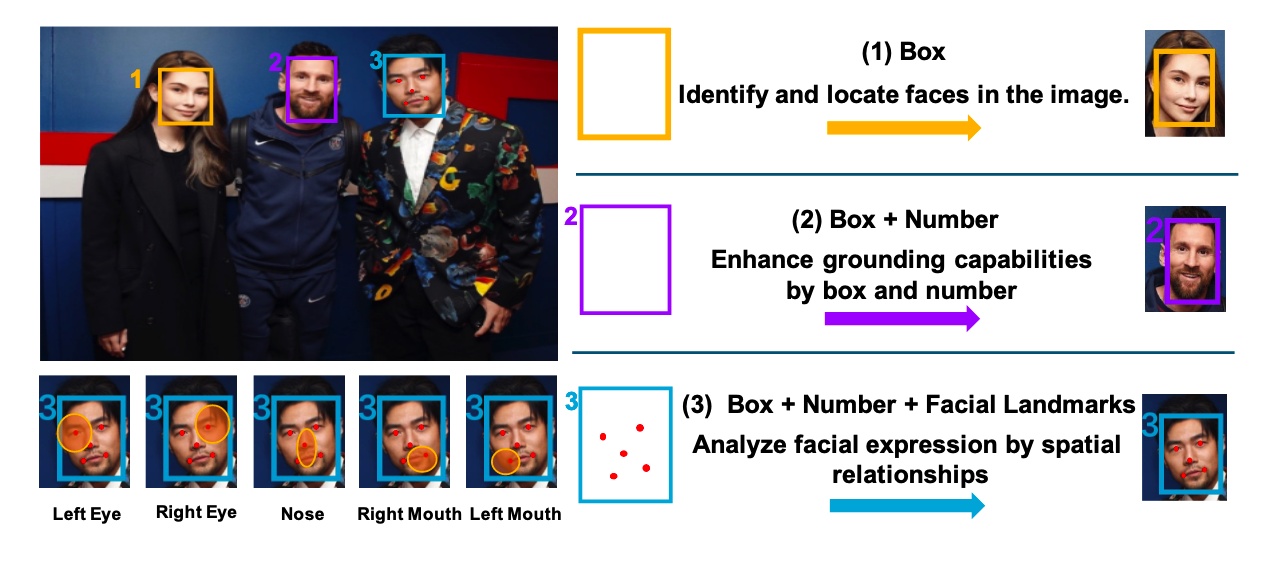 1
2
3
(1) Box
Identify and locate faces in the image.
2
(2) Box + Number
Enhance grounding capabilities
by box and number
2
3
(3) Box + Number + Facial Landmarks
Analyze facial expression by spatial
relationships
3
3
3
3
3
3
Left Eye
Right Eye
Nose
Right Mouth
Left Mouth